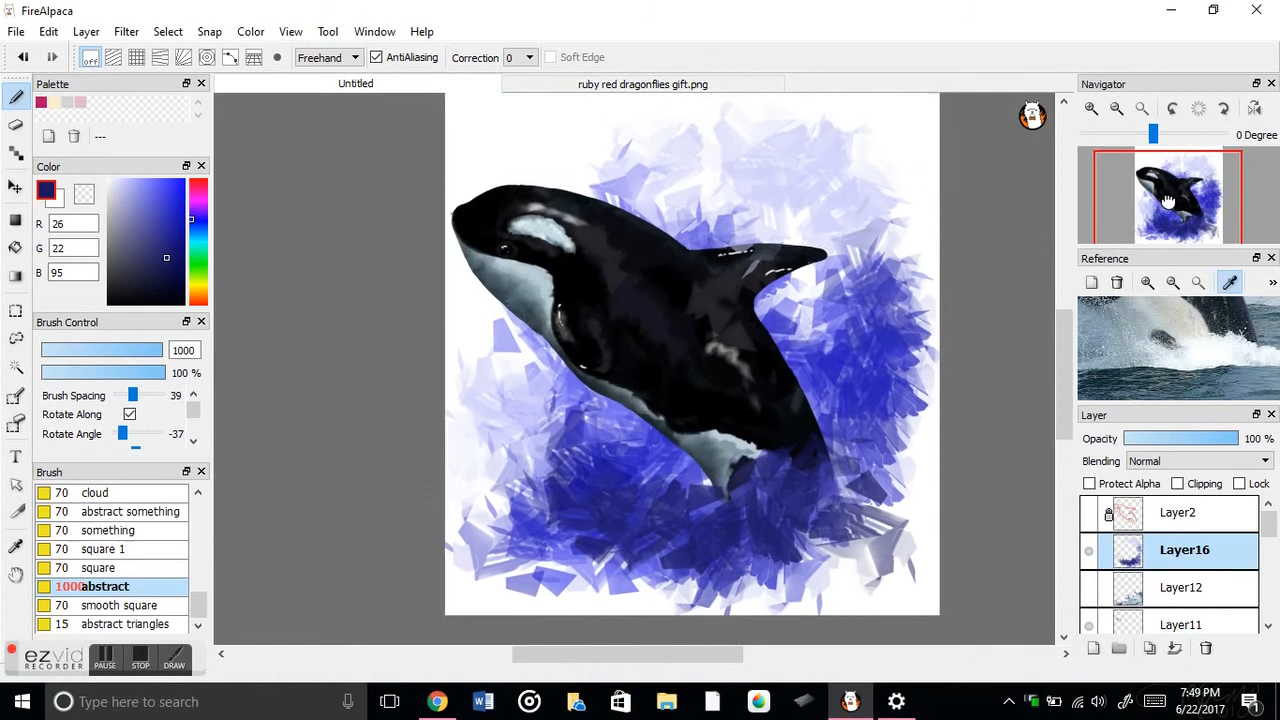 FireAlpaca
File Edit Layer Filter Select Snap Color View Tool Window Help
off Freehand AntiAliasing Correction 0 Soft Edge
Palette
Untitled
ruby red dragonflies gift.png
Navigator
0 Degree
---
Color
R 26
G 22
B 95
Reference
Brush Control
1000
100 %
Brush Spacing 39
Rotate Along
Rotate Angle -37
Layer
Opacity 100 %
Blending Normal
Protect Alpha Clipping Lock
Layer2
Layer16
Layer12
Layer11
Brush
70 cloud
70 abstract something
70 something
70 square 1
70 square
1000 abstract
70 smooth square
15 abstract triangles
ezvid
RECORDER
PAUSE STOP DRAW
Type here to search
7:49 PM
6/22/2017